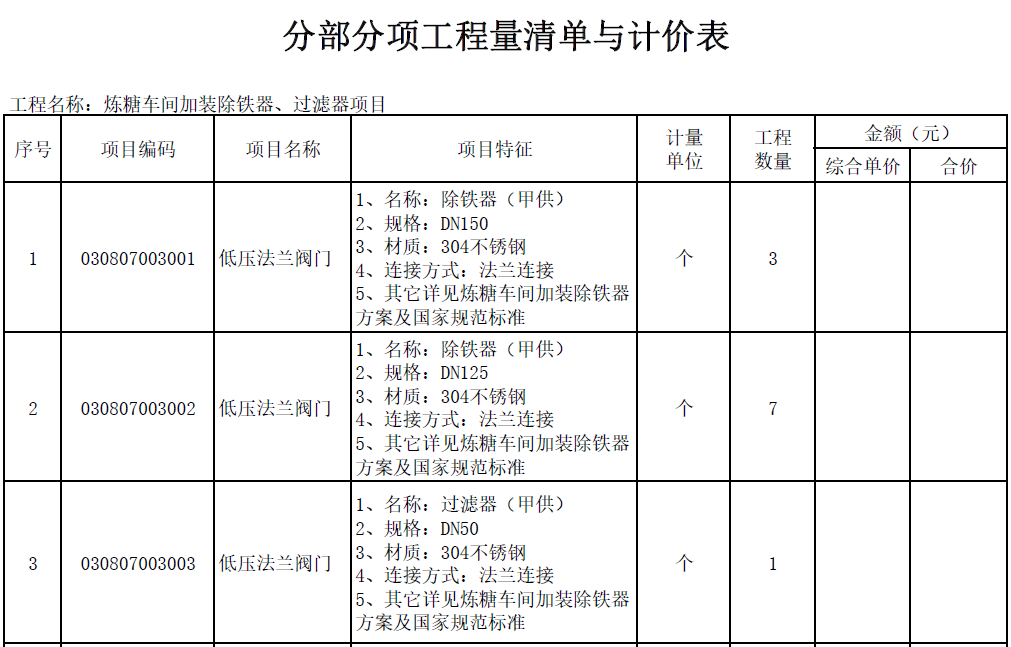 分部分项工程量清单与计价表
工程名称：炼糖车间加装除铁器、过滤器项目
序号 项目编码 项目名称 项目特征 计量单位 工程数量 金额（元）
综合单价 合价
1 030807003001 低压法兰阀门 1、名称：除铁器（甲供）
2、规格：DN150
3、材质：304不锈钢
4、连接方式：法兰连接
5、其它详见炼糖车间加装除铁器
方案及国家规范标准
个 3
2 030807003002 低压法兰阀门 1、名称：除铁器（甲供）
2、规格：DN125
3、材质：304不锈钢
4、连接方式：法兰连接
5、其它详见炼糖车间加装除铁器
方案及国家规范标准
个 7
3 030807003003 低压法兰阀门 1、名称：过滤器（甲供）
2、规格：DN50
3、材质：304不锈钢
4、连接方式：法兰连接
5、其它详见炼糖车间加装除铁器
方案及国家规范标准
个 1